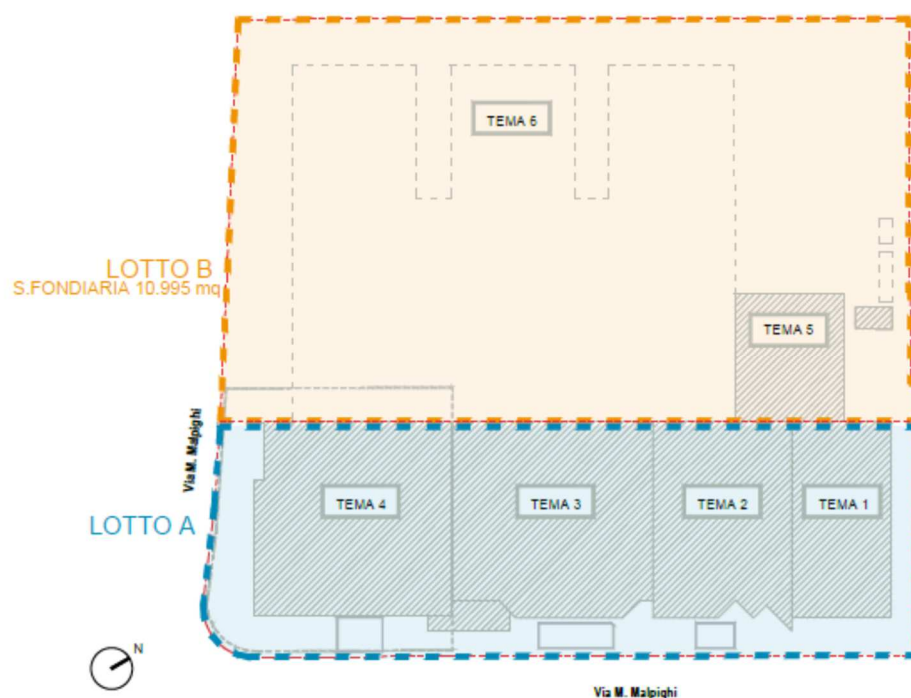 TEMA 6
LOTTO B
S.FONDIARIA 10.995 mq
TEMA 5
Via M. Malpighi
TEMA 4
TEMA 3
TEMA 2
TEMA 1
LOTTO A
N
Via M. Malpighi